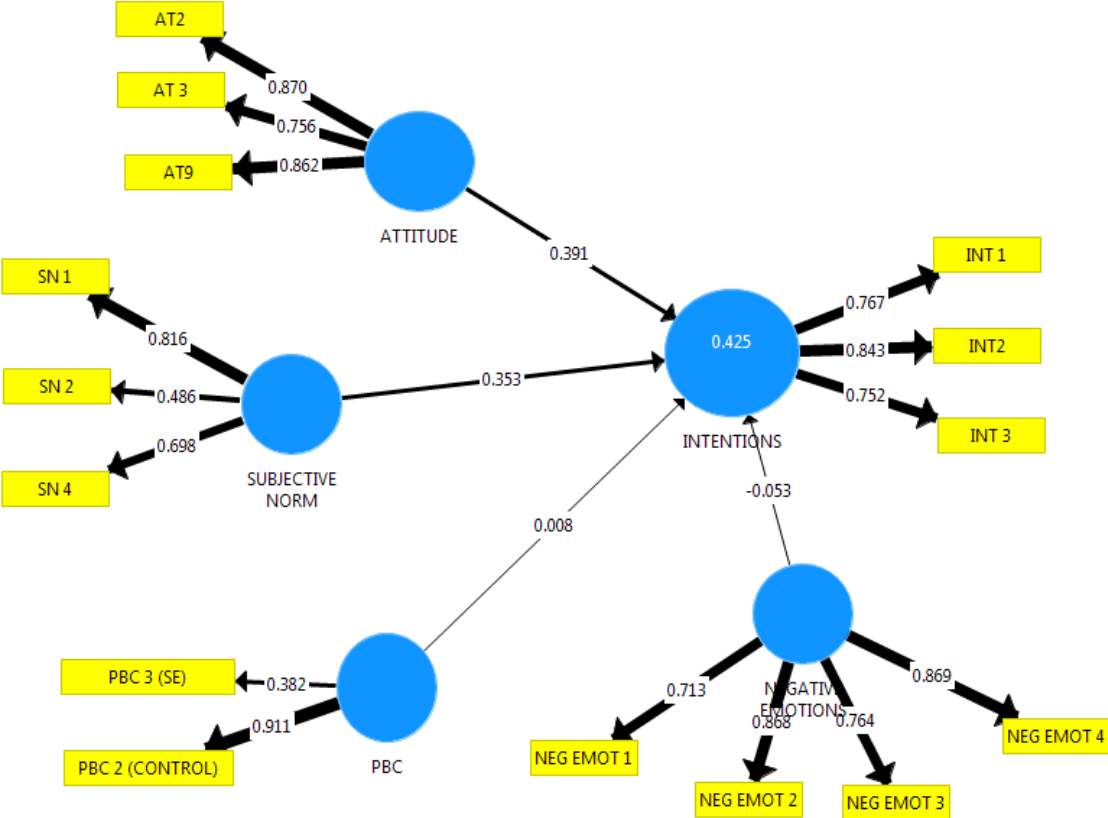 AT2
0.870
AT 3
0.756
AT9
0.862
ATTITUDE
0.391
SN 1
0.816
SN 2
0.486
SN 4
0.698
SUBJECTIVE
NORM
0.353
INT 1
0.767
0.425
INT2
0.843
INT 3
0.752
INTENTIONS
-0.053
0.008
PBC 3 (SE)
0.382
0.911
PBC 2 (CONTROL)
PBC
NEGATIVE
EMOTIONS
0.713
0.868
0.764
0.869
NEG EMOT 1
NEG EMOT 2
NEG EMOT 3
NEG EMOT 4